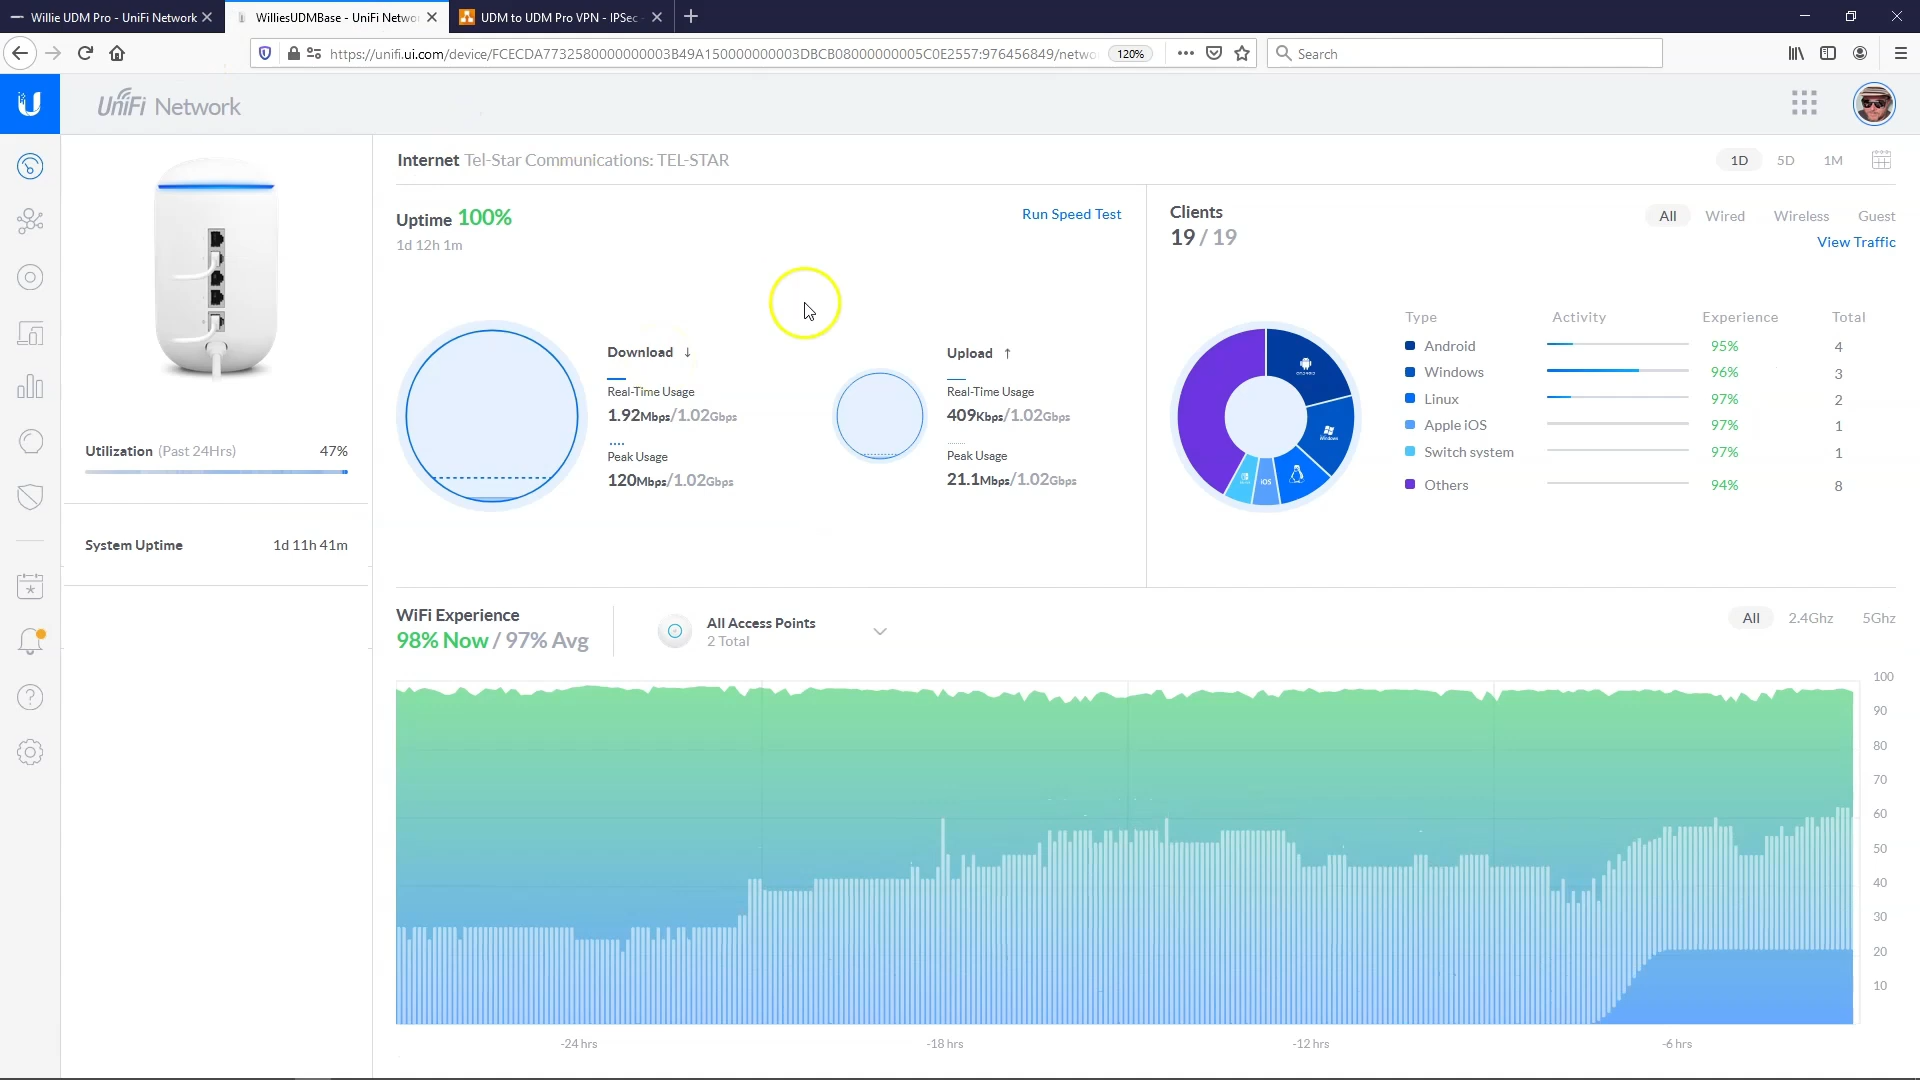 Willie UDM Pro - UniFi Network
WilliesUDMBase - UniFi Netwo
UDM to UDM Pro VPN - IPSec
https://unifi.ui.com/device/FCECDA7732580000000003B49A150000000003DBCB08000000005C0E2557:976456849/netwo
120%
Search
UniFi Network
Internet Tel-Star Communications: TEL-STAR
1D 5D 1M
Uptime 100%
1d 12h 1m
Run Speed Test
Clients
19 / 19
All Wired Wireless Guest
View Traffic
Download ↓
Real-Time Usage
1.92Mbps/1.02Gbps
Peak Usage
120Mbps/1.02Gbps
Upload ↑
Real-Time Usage
409Kbps/1.02Gbps
Peak Usage
21.1Mbps/1.02Gbps
iOS
Type Activity Experience Total
Android 95% 4
Windows 96% 3
Linux 97% 2
Apple iOS 97% 1
Switch system 97% 1
Others 94% 8
Utilization (Past 24Hrs) 47%
System Uptime 1d 11h 41m
WiFi Experience
98% Now / 97% Avg
All Access Points
2 Total
All 2.4Ghz 5Ghz
100
90
80
70
60
50
40
30
20
10
-24 hrs -18 hrs -12 hrs -6 hrs